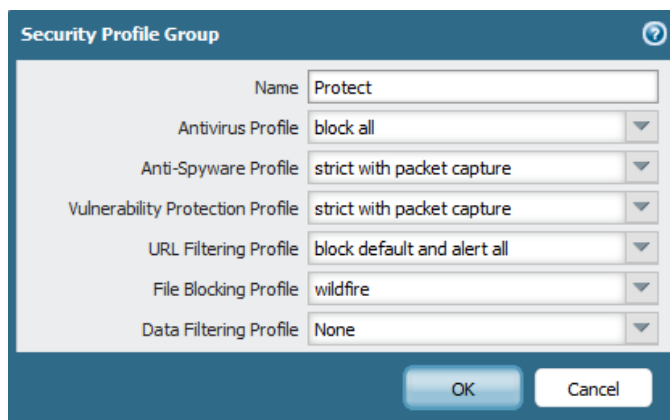 Security Profile Group
Name Protect
Antivirus Profile block all
Anti-Spyware Profile strict with packet capture
Vulnerability Protection Profile strict with packet capture
URL Filtering Profile block default and alert all
File Blocking Profile wildfire
Data Filtering Profile None
OK Cancel